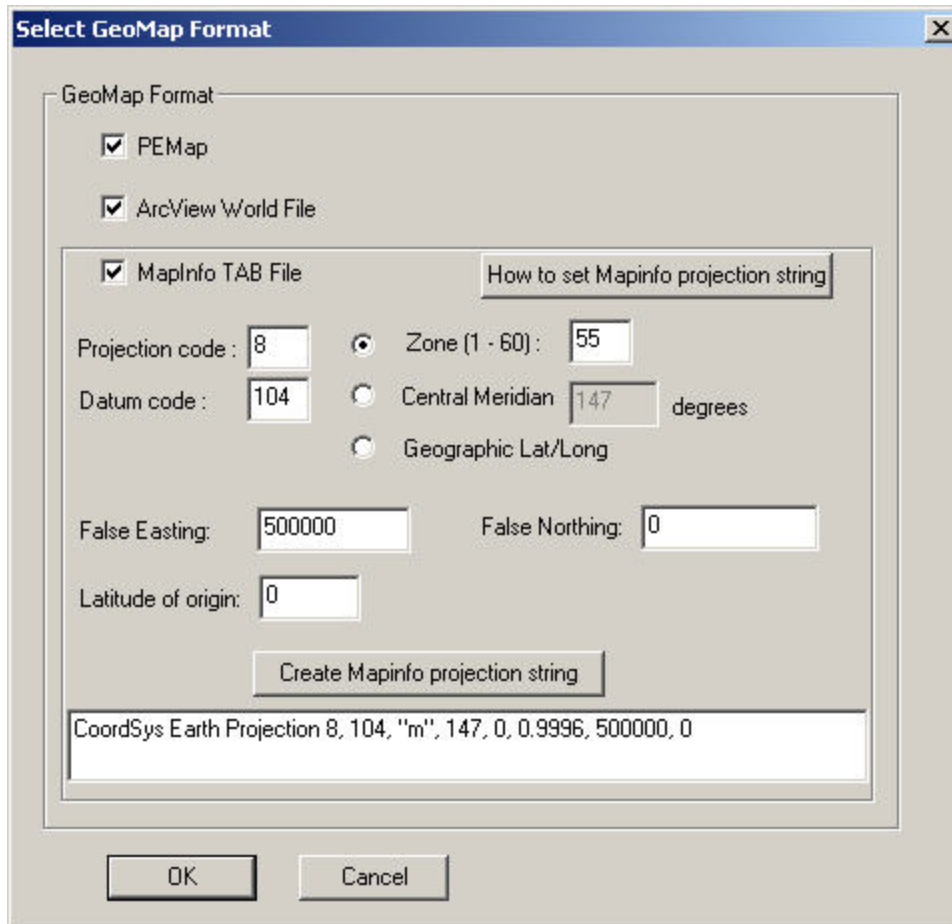 Select GeoMap Format
GeoMap Format
PEMap
ArcView World File
MapInfo TAB File
How to set Mapinfo projection string
Projection code : 8
Zone (1 - 60) : 55
Datum code : 104
Central Meridian 147 degrees
Geographic Lat/Long
False Easting: 500000
False Northing: 0
Latitude of origin: 0
Create Mapinfo projection string
CoordSys Earth Projection 8, 104, "m", 147, 0, 0.9996, 500000, 0
OK
Cancel